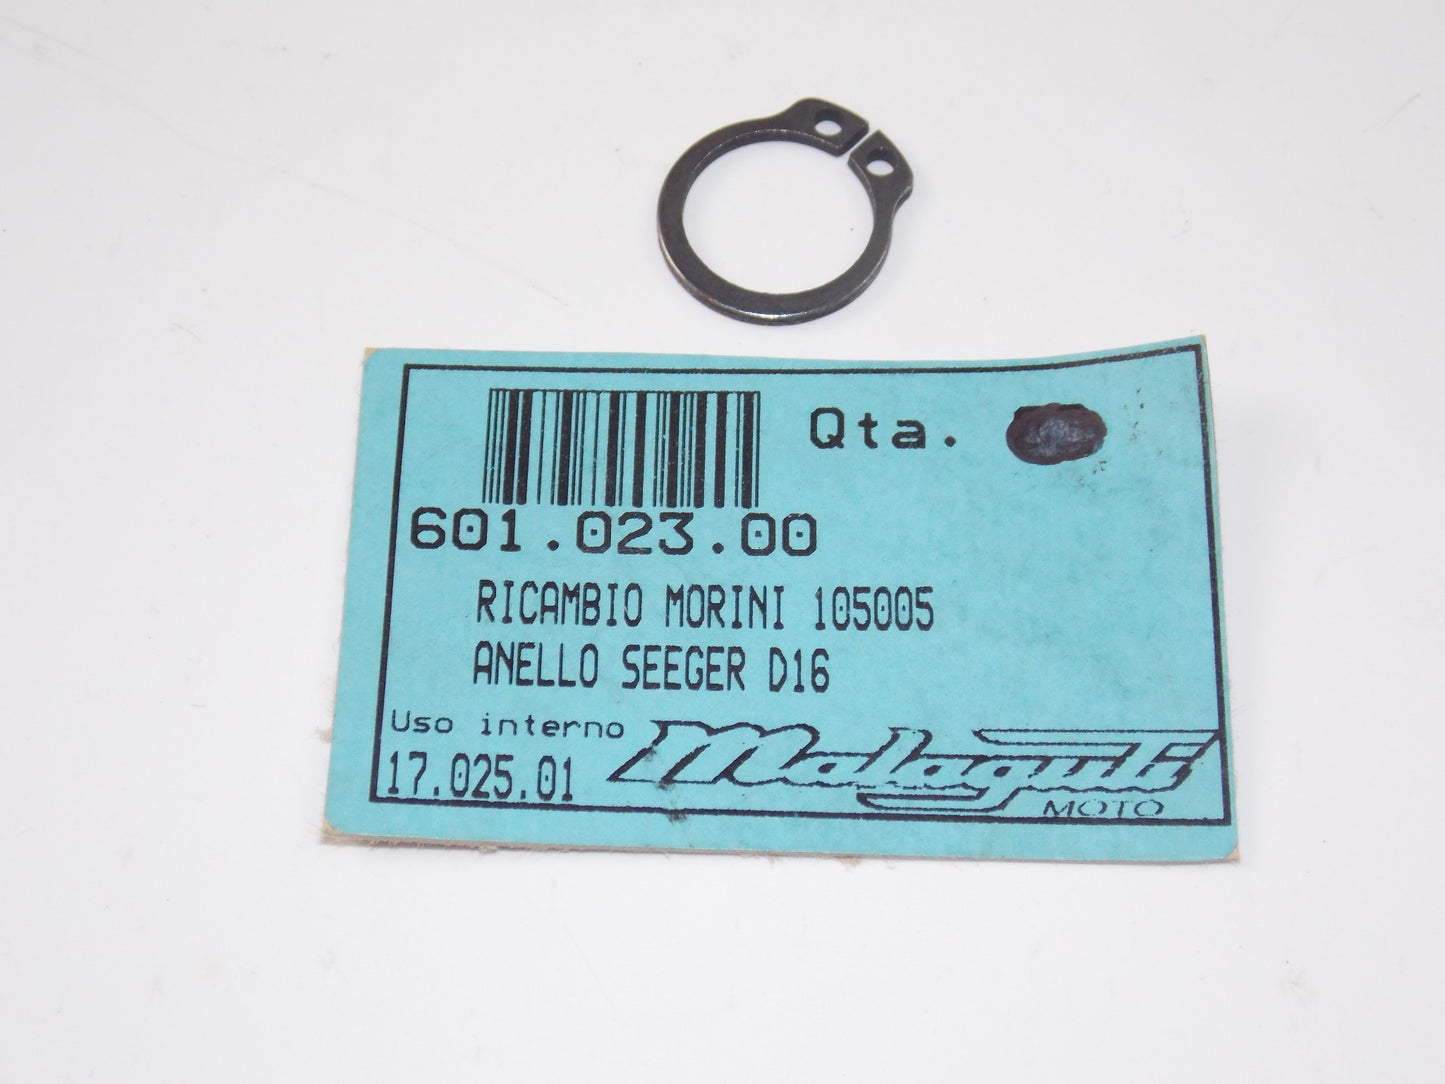 Qta.
601.023.00
RICAMBIO MORINI 105005
ANELLO SEEGER D16
Uso interno
17.025.01
Malaguti
MOTO